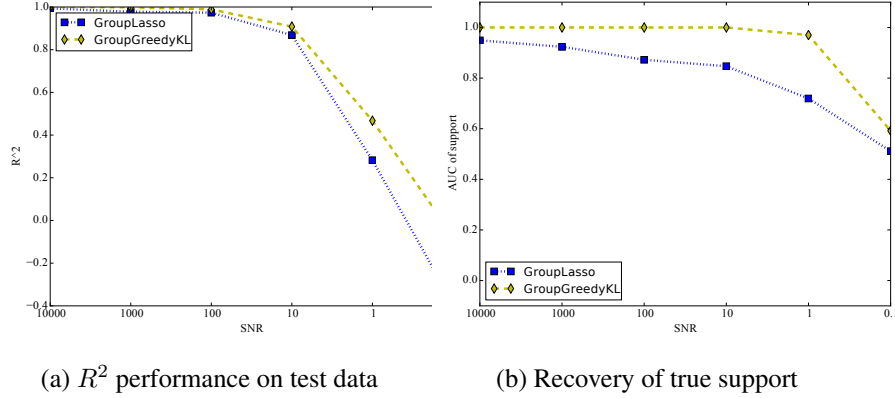 1.0
0.8
0.6
0.4
0.2
0.0
−0.2
−0.4
R^2
10000
1000
100
10
1
SNR
GroupLasso
GroupGreedyKL
1.0
0.8
0.6
0.4
0.2
0.0
AUC of support
10000
1000
100
10
1
0.
SNR
GroupLasso
GroupGreedyKL
(a) R² performance on test data
(b) Recovery of true support